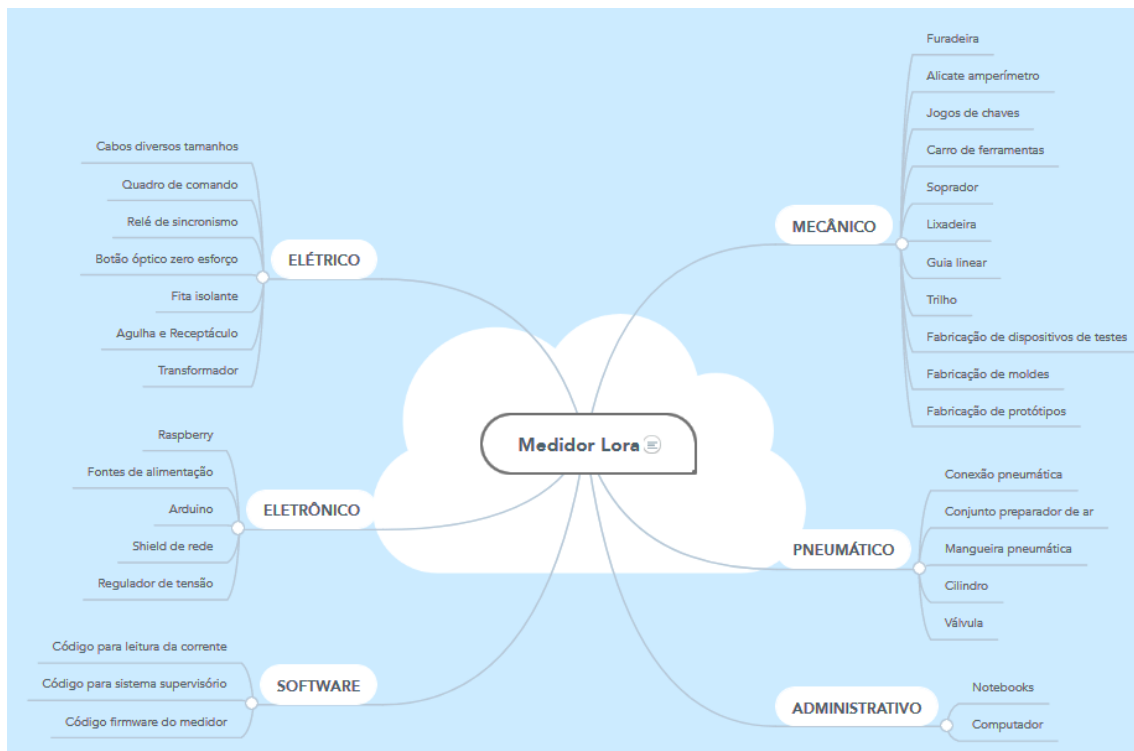 Medidor Lora
ELÉTRICO
Cabos diversos tamanhos
Quadro de comando
Relé de sincronismo
Botão óptico zero esforço
Fita isolante
Agulha e Receptáculo
Transformador
ELETRÔNICO
Raspberry
Fontes de alimentação
Arduino
Shield de rede
Regulador de tensão
SOFTWARE
Código para leitura da corrente
Código para sistema supervisório
Código firmware do medidor
MECÂNICO
Furadeira
Alicate amperímetro
Jogos de chaves
Carro de ferramentas
Soprador
Lixadeira
Guia linear
Trilho
Fabricação de dispositivos de testes
Fabricação de moldes
Fabricação de protótipos
PNEUMÁTICO
Conexão pneumática
Conjunto preparador de ar
Mangueira pneumática
Cilindro
Válvula
ADMINISTRATIVO
Notebooks
Computador